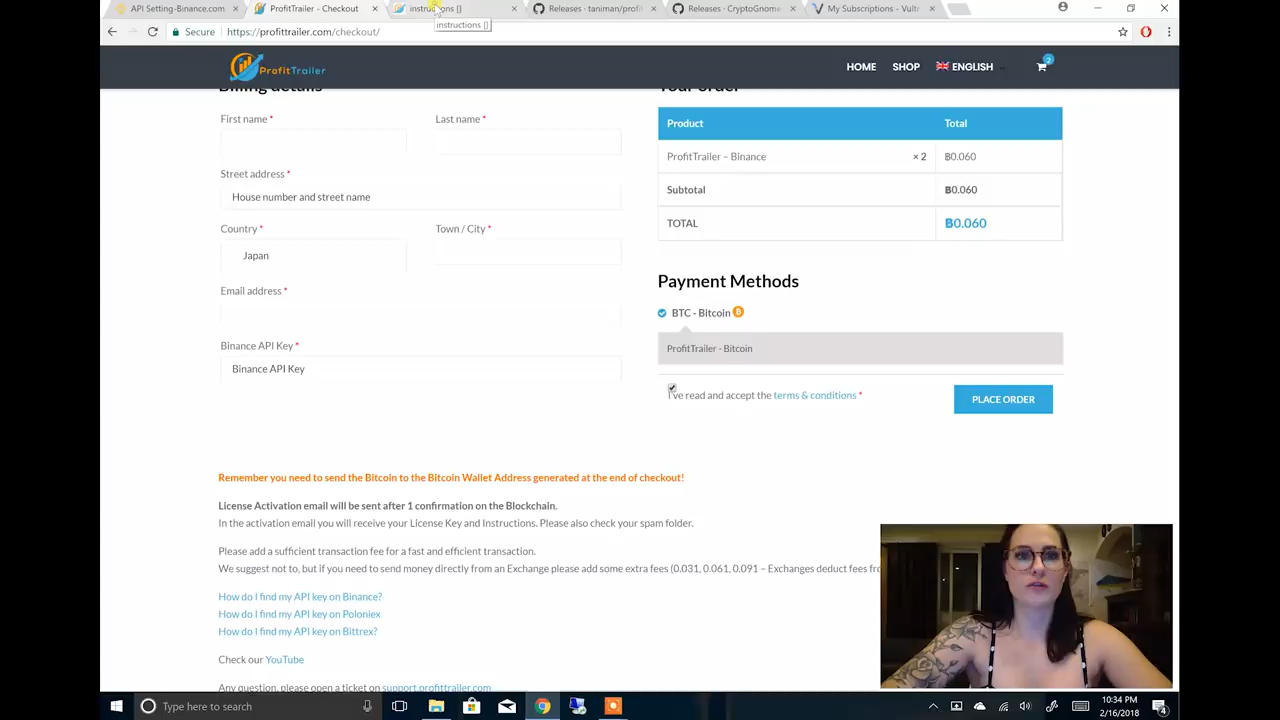 API Setting-Binance.com
ProfitTrailer - Checkout
instructions []
Releases · taniman/profi
Releases · CryptoGnome
My Subscriptions - Vultr
instructions []
Secure
https://profittrailer.com/checkout/
ProfitTrailer
HOME
SHOP
ENGLISH
2
Billing details
Your order
First name *
Last name *
Street address *
House number and street name
Country *
Town / City *
Japan
Email address *
Binance API Key *
Binance API Key
Product
Total
ProfitTrailer – Binance
× 2
฿0.060
Subtotal
฿0.060
TOTAL
฿0.060
Payment Methods
BTC - Bitcoin
ProfitTrailer - Bitcoin
I've read and accept the terms & conditions *
PLACE ORDER
Remember you need to send the Bitcoin to the Bitcoin Wallet Address generated at the end of checkout!
License Activation email will be sent after 1 confirmation on the Blockchain.
In the activation email you will receive your License Key and Instructions. Please also check your spam folder.
Please add a sufficient transaction fee for a fast and efficient transaction.
We suggest not to, but if you need to send money directly from an Exchange please add some extra fees (0.031, 0.061, 0.091 – Exchanges deduct fees fro
How do I find my API key on Binance?
How do I find my API key on Poloniex
How do I find my API key on Bittrex?
Check our YouTube
Any question, please open a ticket on support.profittrailer.com
Type here to search
10:34 PM
2/16/2018
4